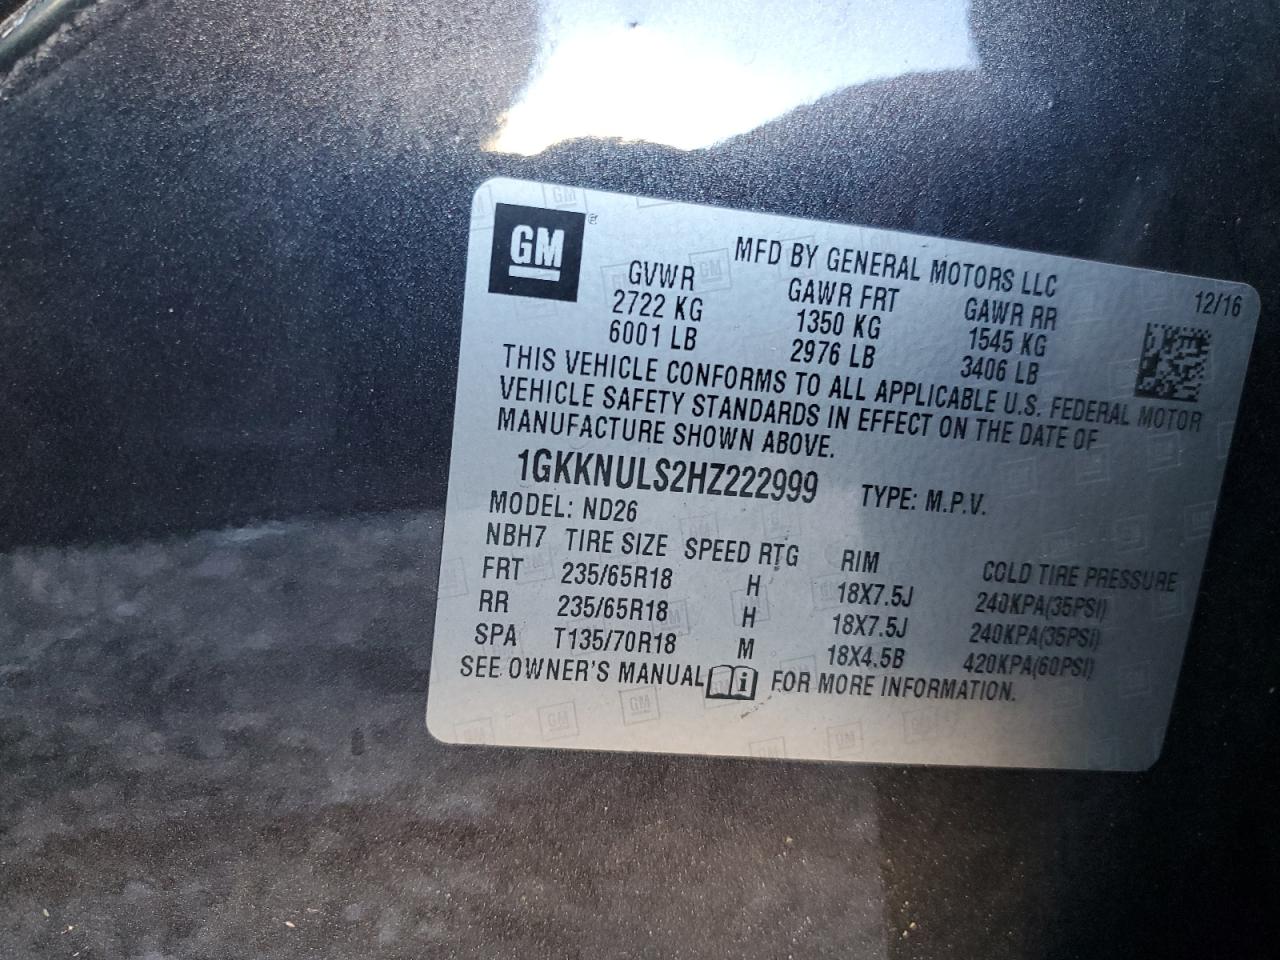 GM
®
MFD BY GENERAL MOTORS LLC
12/16
GVWR GAWR FRT GAWR RR
2722 KG 1350 KG 1545 KG
6001 LB 2976 LB 3406 LB
THIS VEHICLE CONFORMS TO ALL APPLICABLE U.S. FEDERAL MOTOR
VEHICLE SAFETY STANDARDS IN EFFECT ON THE DATE OF
MANUFACTURE SHOWN ABOVE.
1GKKNULS2HZ222999 TYPE: M.P.V.
MODEL: ND26
NBH7 TIRE SIZE SPEED RTG RIM COLD TIRE PRESSURE
FRT 235/65R18 H 18X7.5J 240KPA(35PSI)
RR 235/65R18 H 18X7.5J 240KPA(35PSI)
SPA T135/70R18 M 18X4.5B 420KPA(60PSI)
SEE OWNER'S MANUAL i FOR MORE INFORMATION.